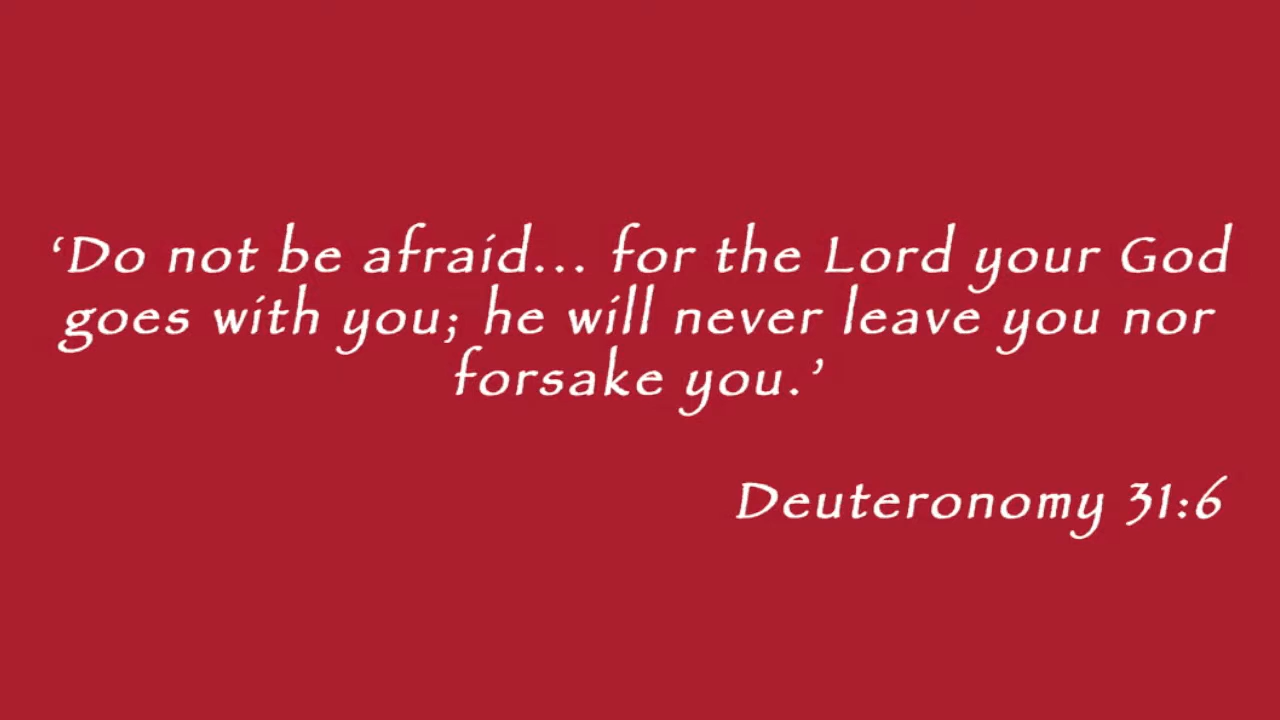 ‘Do not be afraid... for the Lord your God
goes with you; he will never leave you nor
forsake you.’
Deuteronomy 31:6